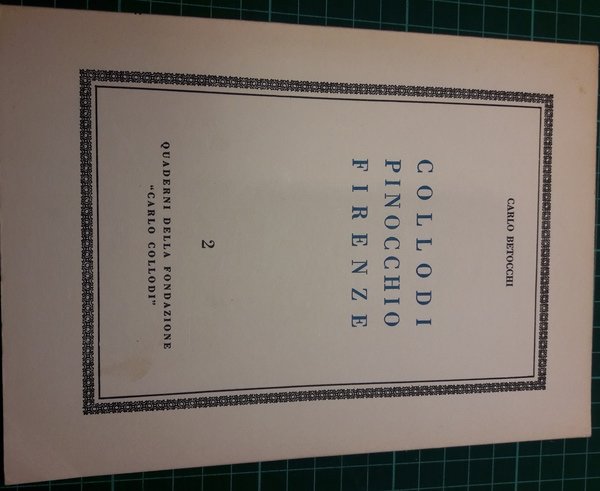 CARLO BETOCCHI
COLLODI
PINOCCHIO
FIRENZE
2
QUADERNI DELLA FONDAZIONE
"CARLO COLLODI"